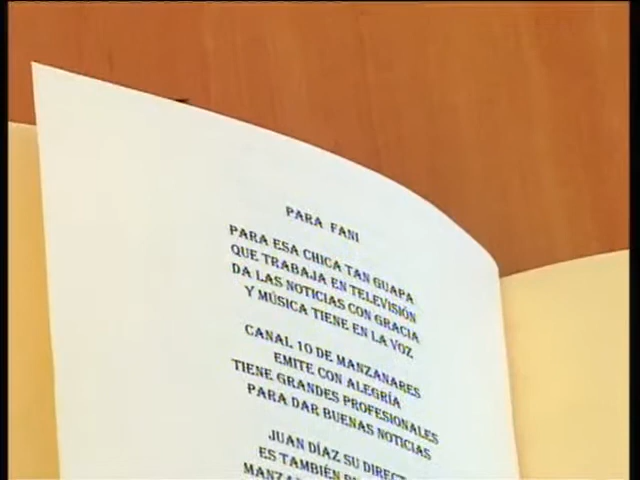 PARA FANI
PARA ESA CHICA TAN GUAPA
QUE TRABAJA EN TELEVISIÓN
DA LAS NOTICIAS CON GRACIA
Y MÚSICA TIENE EN LA VOZ
CANAL 10 DE MANZANARES
EMITE CON ALEGRÍA
TIENE GRANDES PROFESIONALES
PARA DAR BUENAS NOTICIAS
JUAN DÍAZ SU DIRECT
ES TAMBIÉN